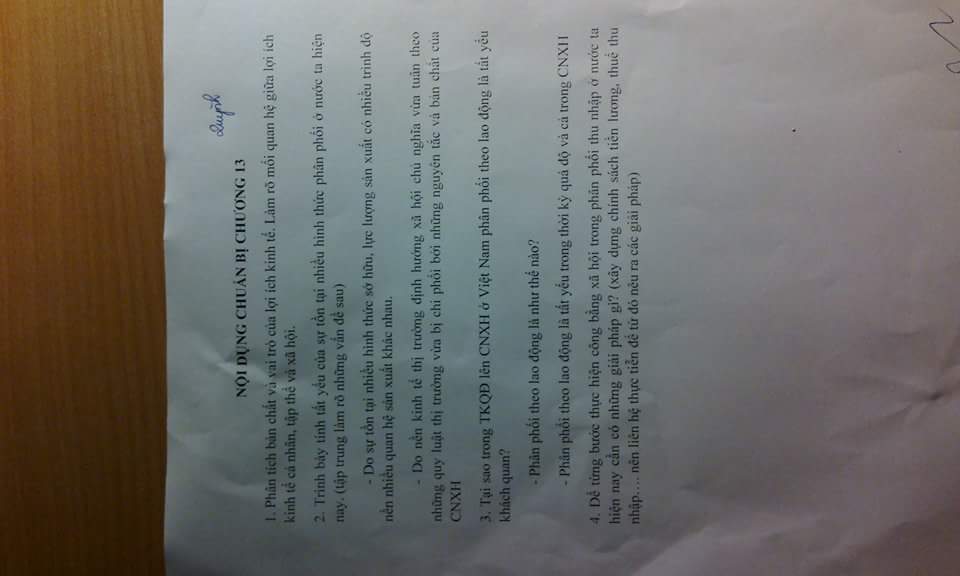 Quỳnh
NỘI DỤNG CHUẨN BỊ CHƯƠNG 13
1. Phân tích bản chất và vai trò của lợi ích kinh tế. Làm rõ mối quan hệ giữa lợi ích
kinh tế cá nhân, tập thể và xã hội.
2. Trình bày tính tất yếu của sự tồn tại nhiều hình thức phân phối ở nước ta hiện
nay. (tập trung làm rõ những vấn đề sau)
- Do sự tồn tại nhiều hình thức sở hữu, lực lượng sản xuất có nhiều trình độ
nên nhiều quan hệ sản xuất khác nhau.
- Do nền kinh tế thị trường định hướng xã hội chủ nghĩa vừa tuân theo
những quy luật thị trường vừa bị chi phối bởi những nguyên tắc và bản chất của
CNXH
3. Tại sao trong TKQĐ lên CNXH ở Việt Nam phân phối theo lao động là tất yếu
khách quan?
- Phân phối theo lao động là như thế nào?
- Phân phối theo lao động là tất yếu trong thời kỳ quá độ và cả trong CNXH
4. Để từng bước thực hiện công bằng xã hội trong phân phối thu nhập ở nước ta
hiện nay cần có những giải pháp gì? (xây dựng chính sách tiền lương, thuế thu
nhập.... nên liên hệ thực tiễn để từ đó nêu ra các giải pháp)